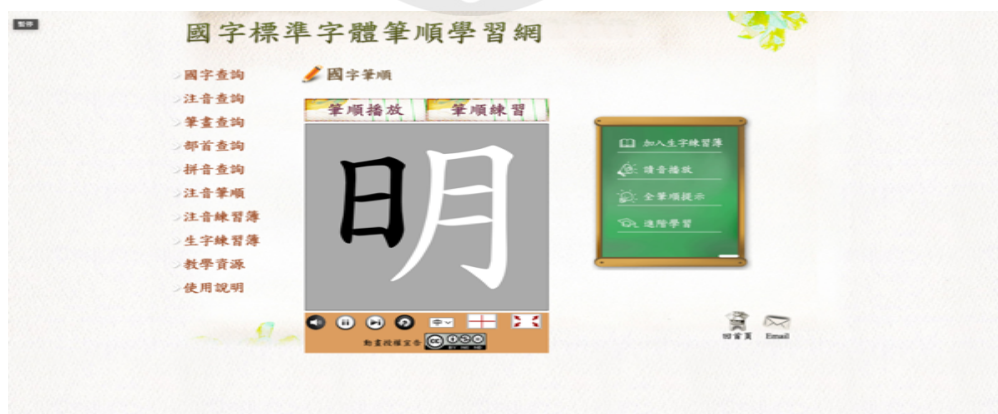 暫停
國字標準字體筆順學習網
國字查詢
注音查詢
筆畫查詢
部首查詢
拼音查詢
注音筆順
注音練習簿
生字練習簿
教學資源
使用說明
國字筆順
筆順播放 筆順練習
明
中
動畫授權宣告
加入生字練習簿
讀音播放
全筆順提示
進階學習
回首頁 Email